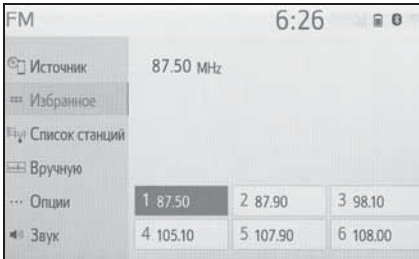 FM 6:26
Источник
87.50 MHz
Избранное
Список станций
Вручную
Опции
Звук
1 87.50
2 87.90
3 98.10
4 105.10
5 107.90
6 108.00